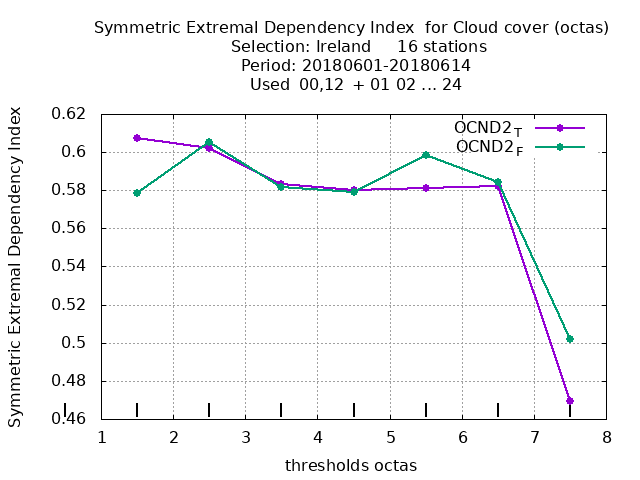 Symmetric Extremal Dependency Index  for Cloud cover (octas)
Selection: Ireland     16 stations
Period: 20180601-20180614
Used  00,12  + 01 02 ... 24
Symmetric Extremal Dependency Index
0.62
0.6
0.58
0.56
0.54
0.52
0.5
0.48
0.46
OCND2T
OCND2F
1 2 3 4 5 6 7 8
thresholds octas